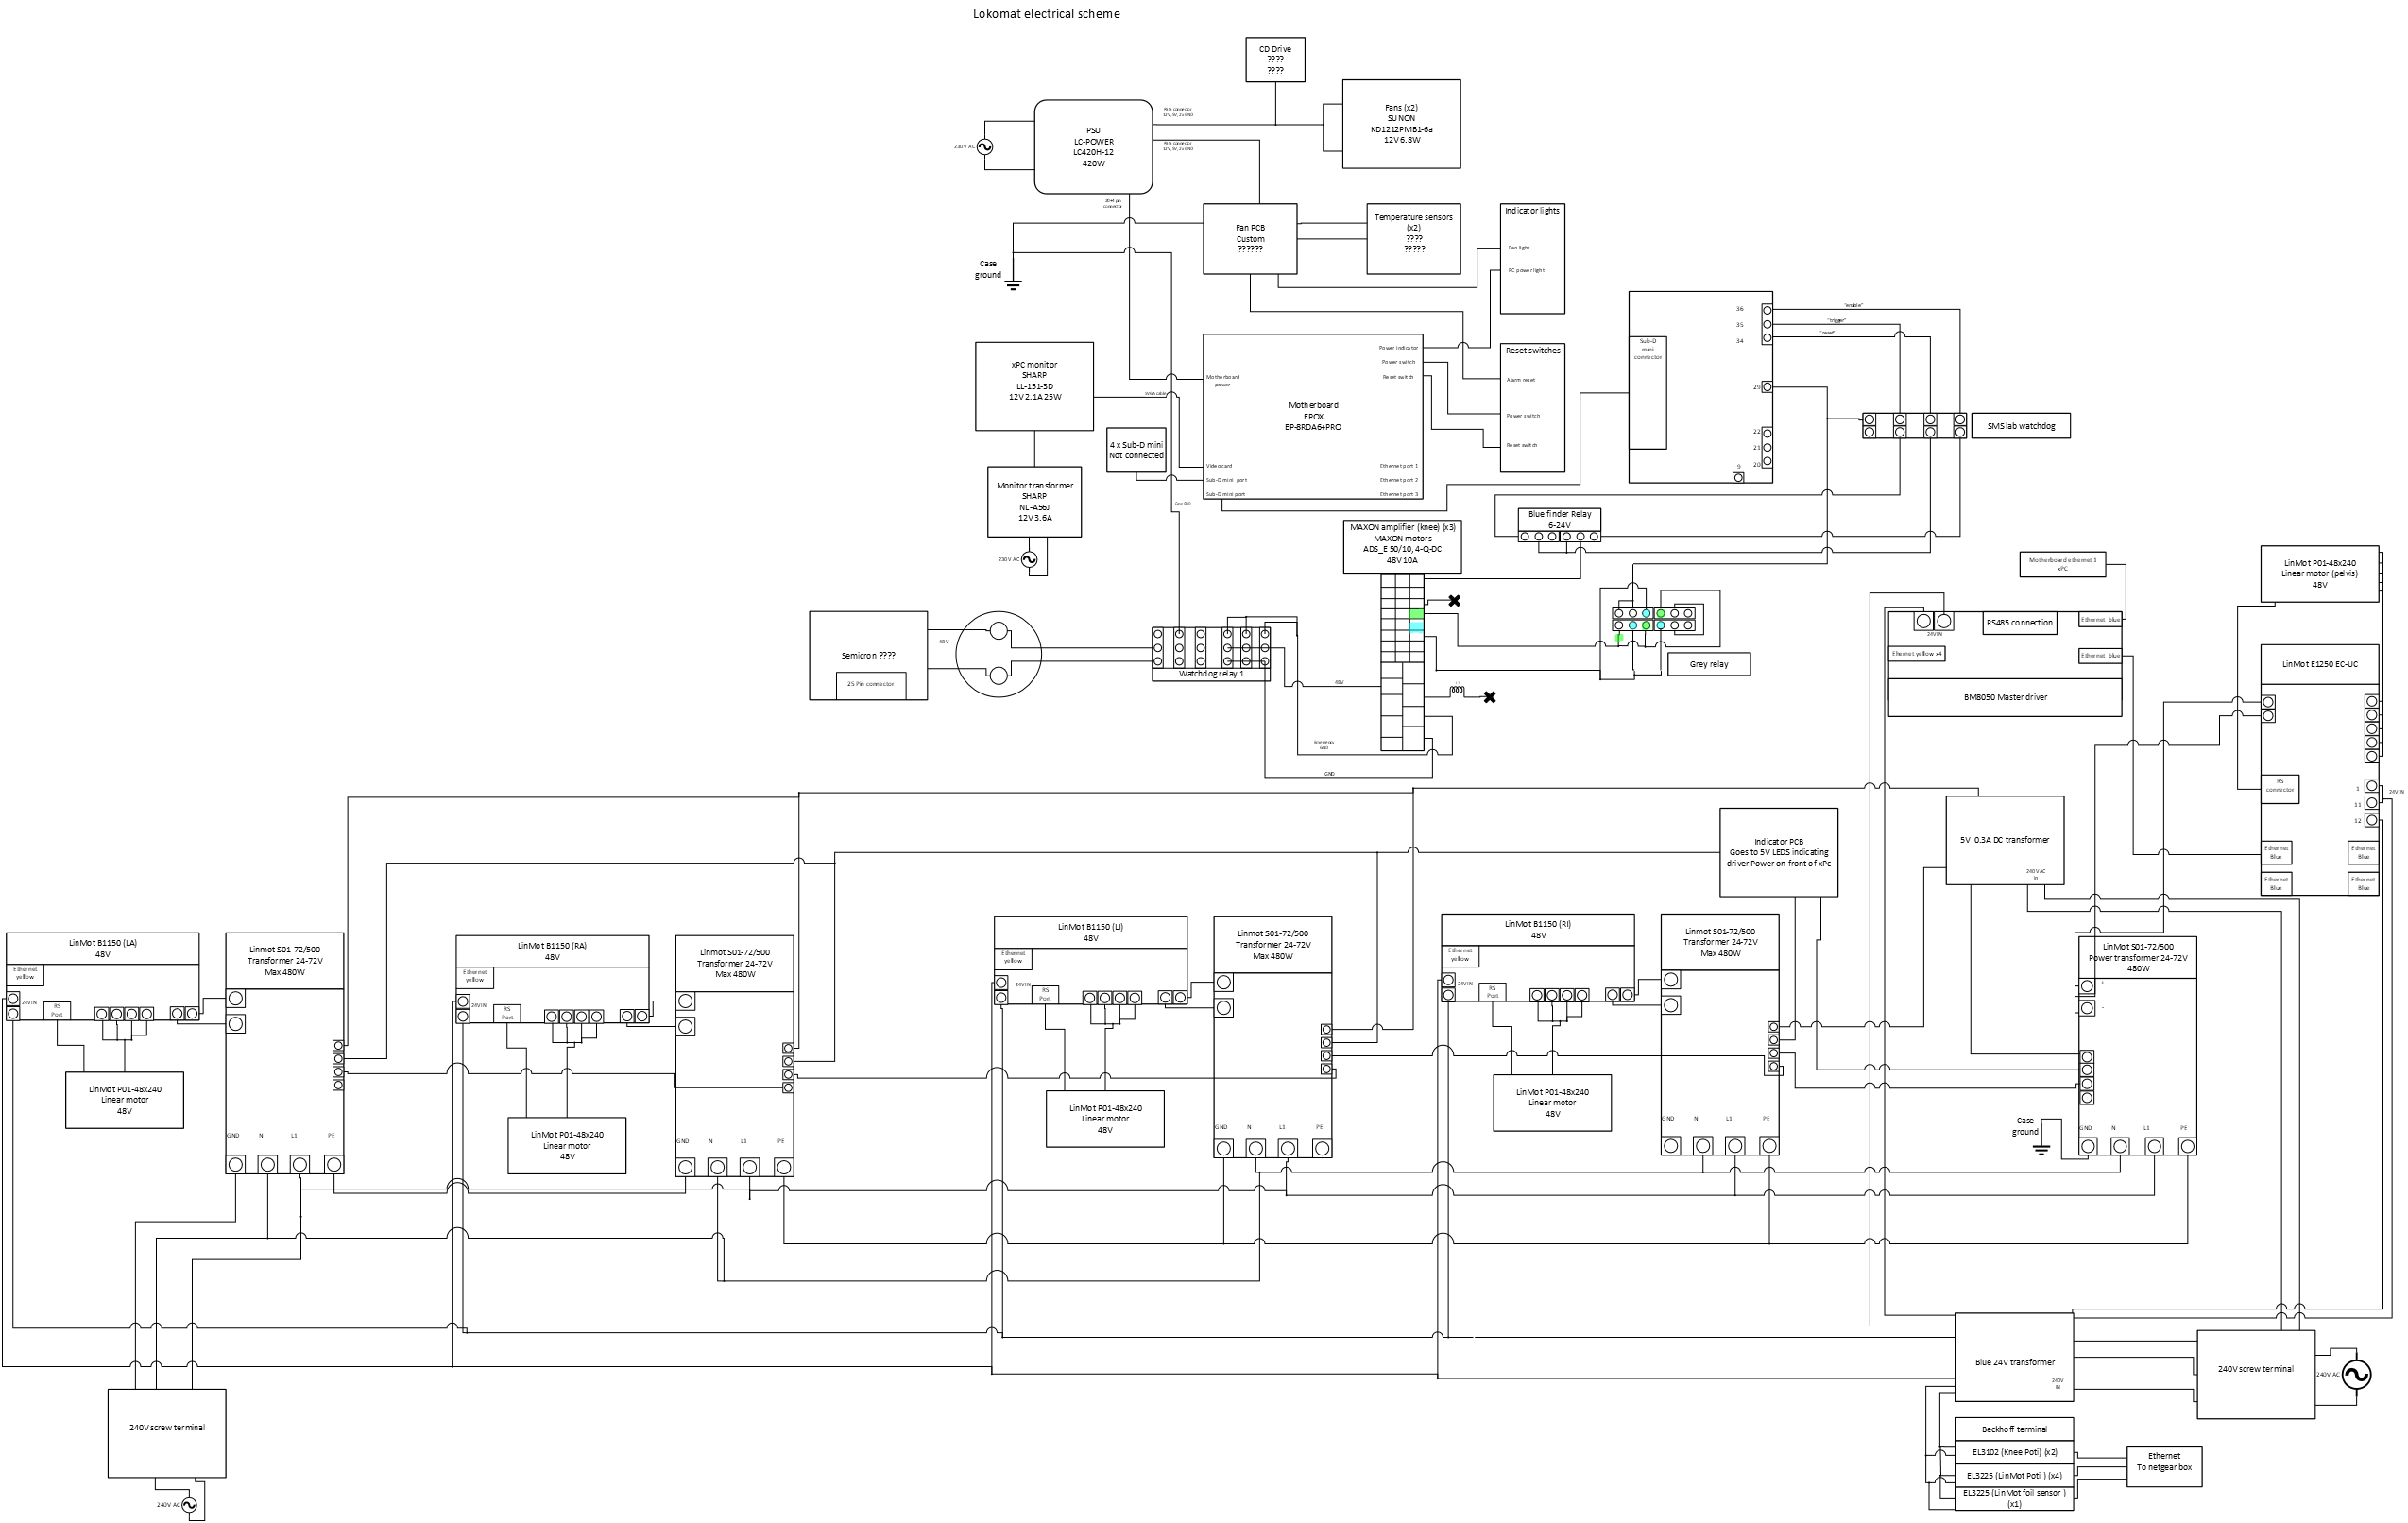 Lokomat electrical scheme
CD Drive
????
????
PSU
LC-POWER
LC420H-12
420W
230V AC
Fans (x2)
SUNON
KD1212PMB1-6a
12V 6.8W
Fan PCB
Custom
??????
Temperature sensors
(x2)
????
?????
Indicator lights
Fan light
PC power light
Case
ground
xPC monitor
SHARP
LL-151-3D
12V 2.1A 25W
4 x Sub-D mini
Not connected
Monitor transformer
SHARP
NL-A56J
12V 3.6A
230V AC
Motherboard
power
Motherboard
EPOX
EP-8RDA6+PRO
Power indicator
Power switch
Reset switch
Video card
Sub-D mini port
Sub-D mini port
Ethernet port 1
Ethernet port 2
Ethernet port 3
Reset switches
Alarm reset
Power switch
Reset switch
Sub-D
mini
connector
36
35
34
29
22
21
20
9
"enable"
"trigger"
"reset"
SMS lab watchdog
Blue finder Relay
6-24V
MAXON amplifier (knee) (x3)
MAXON motors
ADS_E 50/10, 4-Q-DC
48V 10A
Grey relay
Semicron ????
25 Pin connector
48V
Watchdog relay 1
48V
GND
Motherboard ethernet 1
xPC
24VIN
RS485 connection
Ethernet blue
Ethernet yellow x4
Ethernet blue
BM8050 Master driver
LinMot P01-48x240
Linear motor (pelvis)
48V
LinMot E1250 EC-UC
RS
connector
1
11
12
24VIN
Ethernet
Blue
Ethernet
Blue
Ethernet
Blue
Ethernet
Blue
5V 0.3A DC transformer
240VAC
in
Indicator PCB
Goes to 5V LEDS indicating
driver Power on front of xPc
LinMot B1150 (LA)
48V
Ethernet
yellow
24VIN
RS
Port
LinMot P01-48x240
Linear motor
48V
Linmot S01-72/500
Transformer 24-72V
Max 480W
GND
N
L1
PE
LinMot B1150 (RA)
48V
Ethernet
yellow
24VIN
RS
Port
LinMot P01-48x240
Linear motor
48V
Linmot S01-72/500
Transformer 24-72V
Max 480W
GND
N
L1
PE
LinMot B1150 (LI)
48V
Ethernet
yellow
24VIN
RS
Port
LinMot P01-48x240
Linear motor
48V
Linmot S01-72/500
Transformer 24-72V
Max 480W
GND
N
L1
PE
LinMot B1150 (RI)
48V
Ethernet
yellow
24VIN
RS
Port
LinMot P01-48x240
Linear motor
48V
Linmot S01-72/500
Transformer 24-72V
Max 480W
GND
N
L1
PE
LinMot S01-72/500
Power transformer 24-72V
480W
+
-
Case
ground
GND
N
L1
PE
240V screw terminal
240V AC
Blue 24V transformer
240V
IN
240V screw terminal
240V AC
Beckhoff terminal
EL3102 (Knee Poti) (x2)
EL3225 (LinMot Poti ) (x4)
EL3225 (LinMot foil sensor )
(x1)
Ethernet
To netgear box